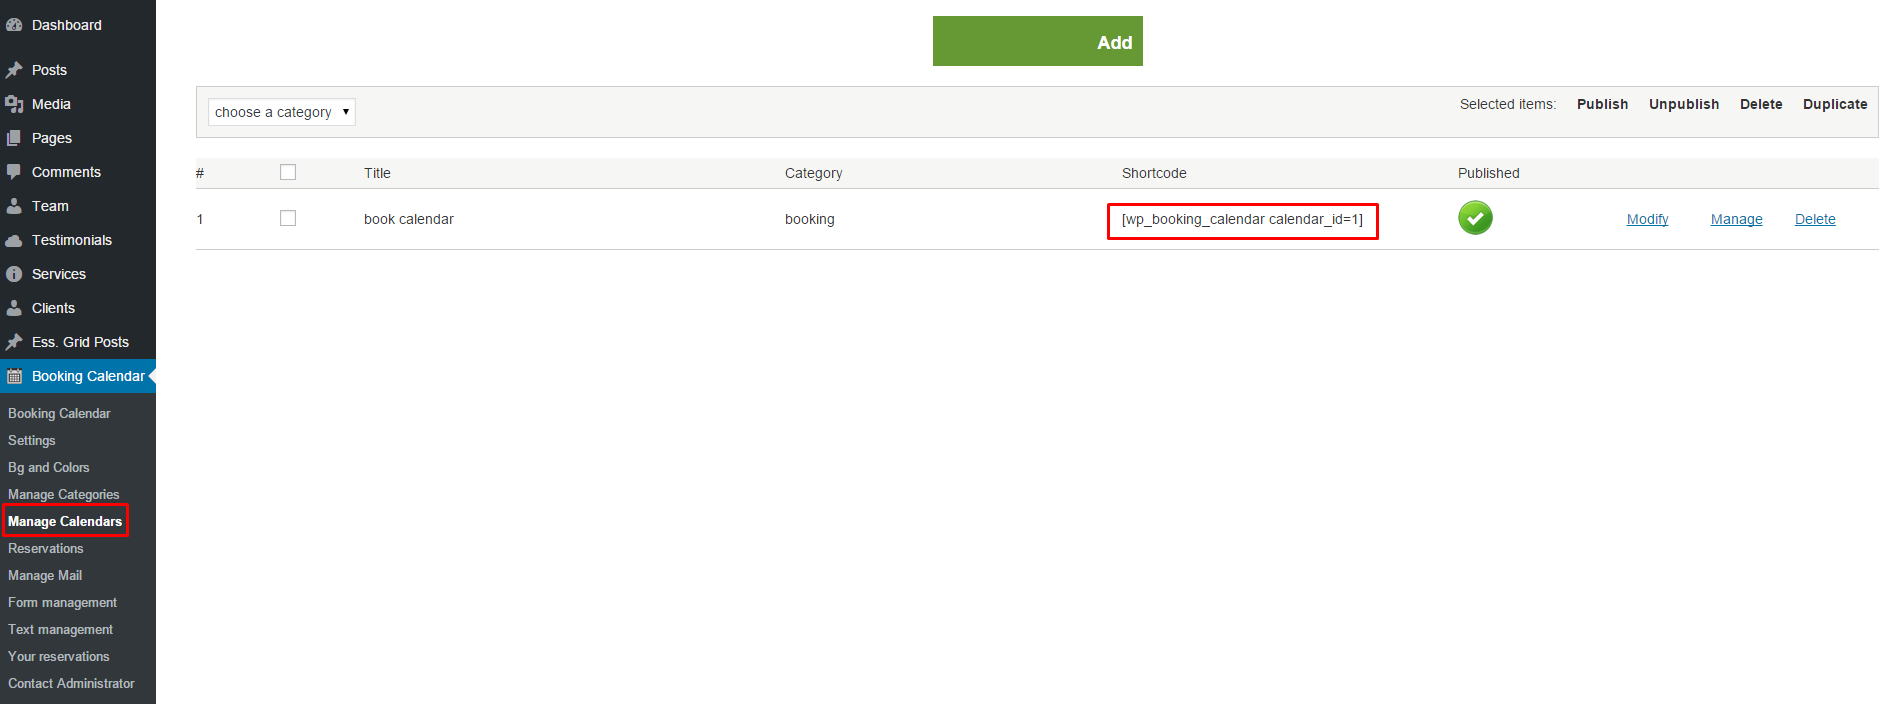 Dashboard
Posts
Media
Pages
Comments
Team
Testimonials
Services
Clients
Ess. Grid Posts
Booking Calendar
Booking Calendar
Settings
Bg and Colors
Manage Categories
Manage Calendars
Reservations
Manage Mail
Form management
Text management
Your reservations
Contact Administrator
Add
choose a category
Selected items: Publish Unpublish Delete Duplicate
# Title Category Shortcode Published
1 book calendar booking [wp_booking_calendar calendar_id=1] Modify Manage Delete